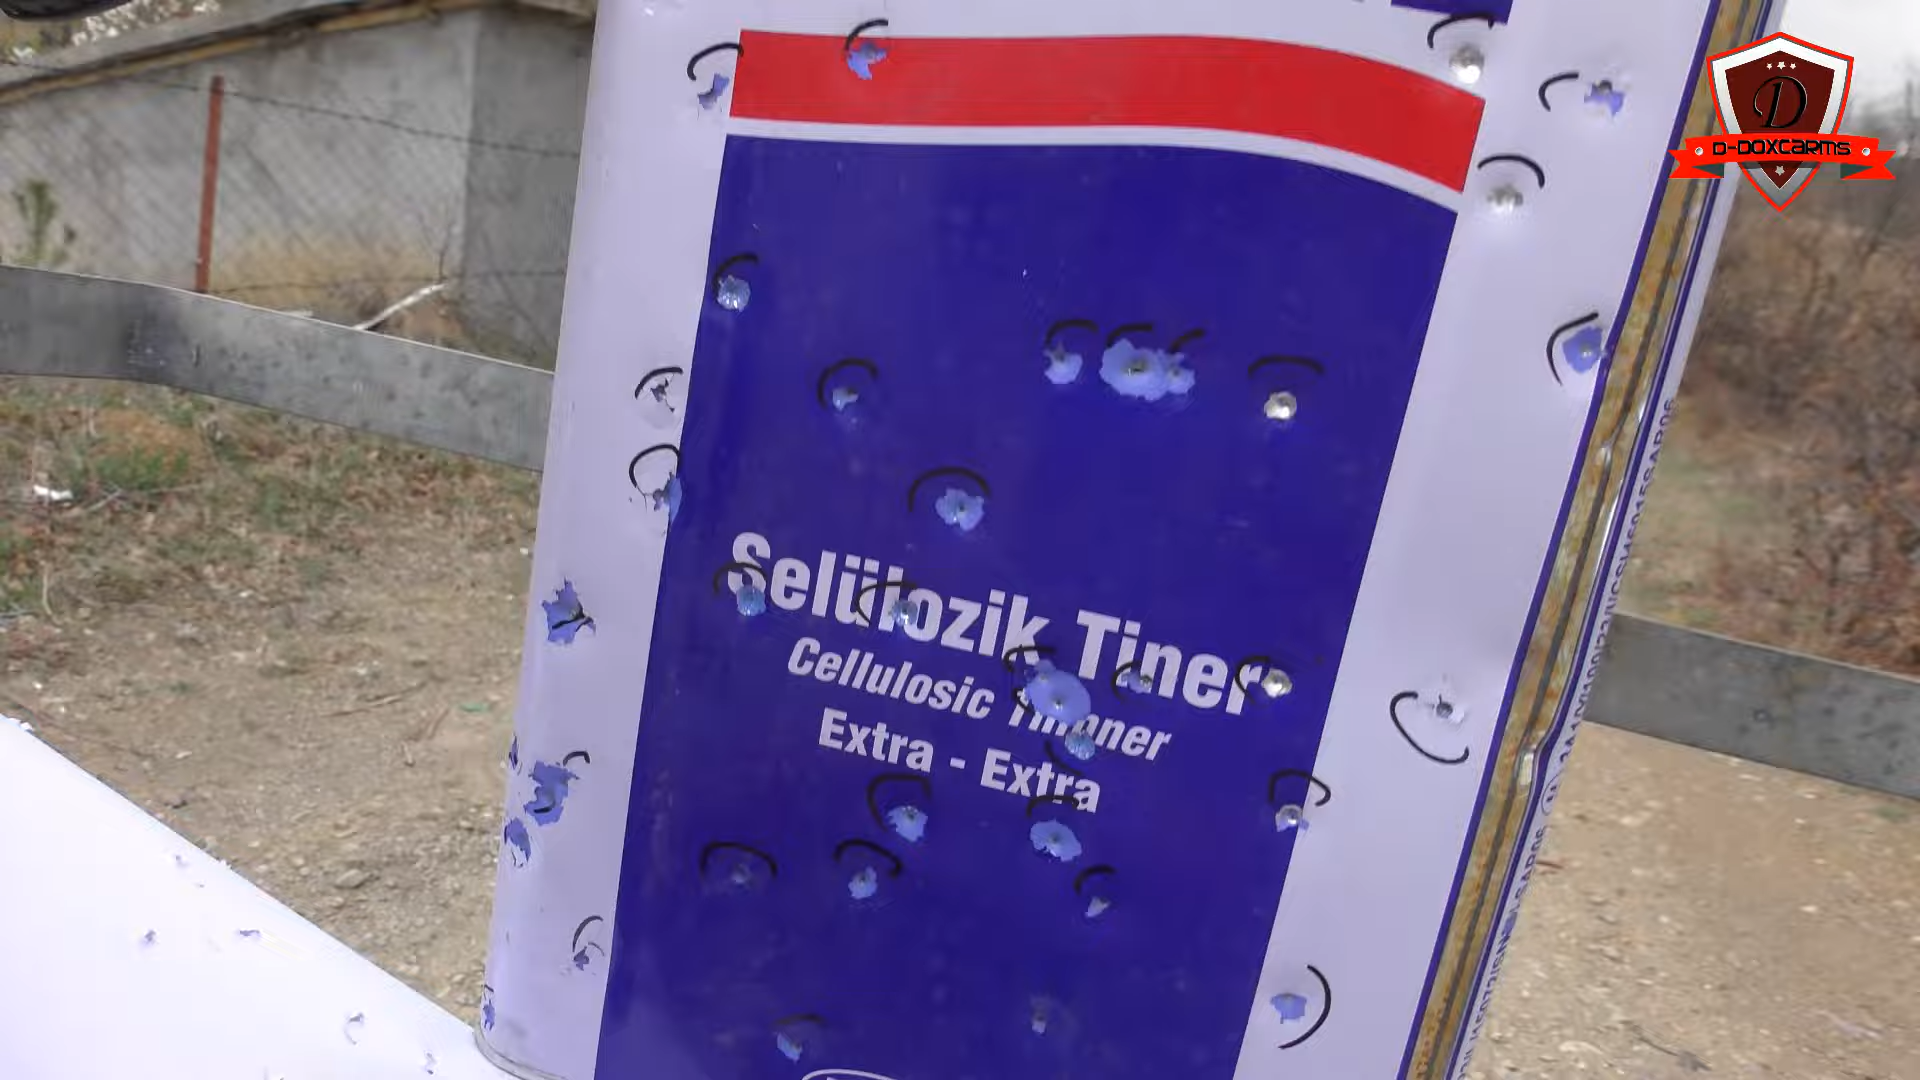 D
D-DOXCARMS
Selülozik Tiner
Cellulosic Thinner
Extra - Extra